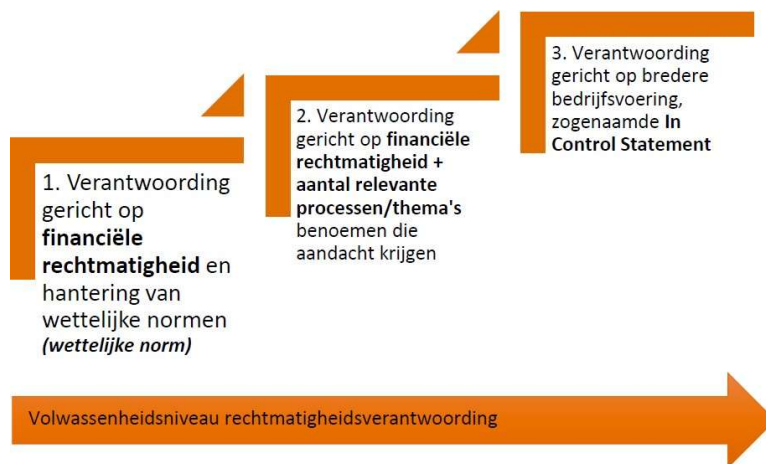 1. Verantwoording
gericht op
financiële
rechtmatigheid en
hantering van
wettelijke normen
(wettelijke norm)
2. Verantwoording
gericht op financiële
rechtmatigheid +
aantal relevante
processen/thema's
benoemen die
aandacht krijgen
3. Verantwoording
gericht op bredere
bedrijfsvoering,
zogenaamde In
Control Statement
Volwassenheidsniveau rechtmatigheidsverantwoording